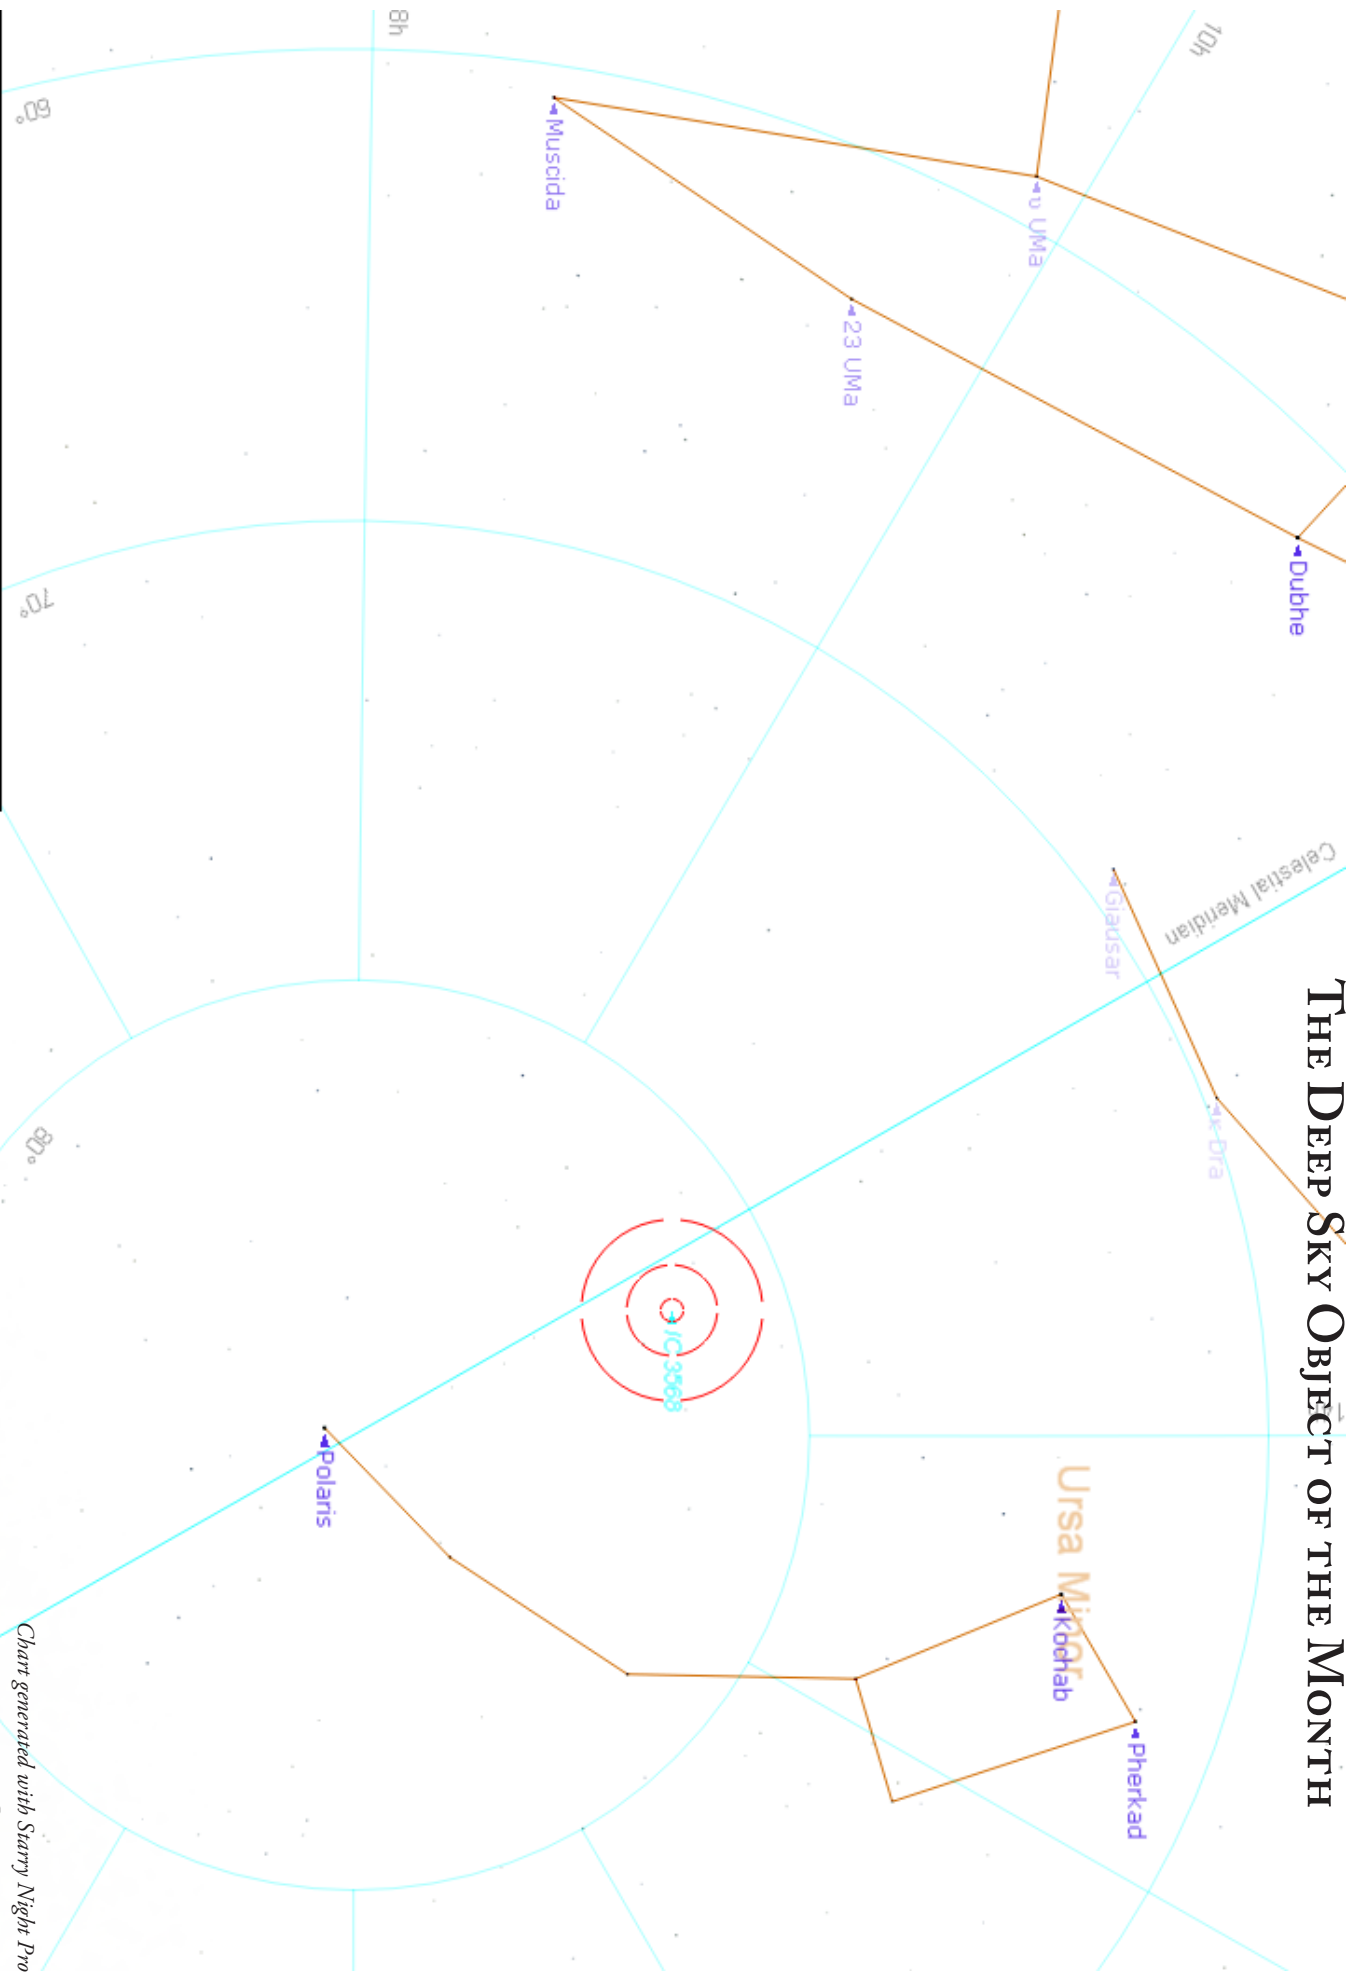 THE DEEP SKY OBJECT OF THE MONTH
Celestial Meridian
10h
8h
60°
70°
80°
Dubhe
υ UMa
23 UMa
Muscida
Giausar
κ Dra
IC 3568
Polaris
Ursa Minor
Kochab
Pherkad
Chart generated with Starry Night Pro